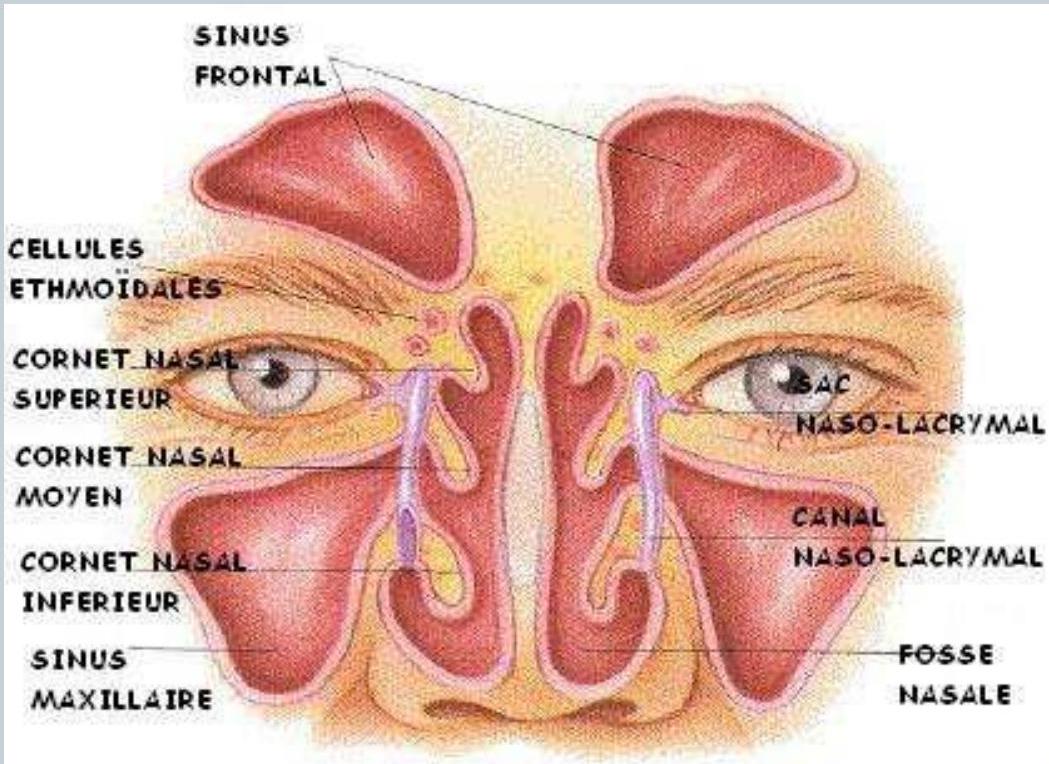 SINUS
FRONTAL
CELLULES
ETHMOÏDALES
CORNET NASAL
SUPERIEUR
SAC
NASO-LACRYMAL
CORNET NASAL
MOYEN
CANAL
NASO-LACRYMAL
CORNET NASAL
INFERIEUR
SINUS
MAXILLAIRE
FOSSE
NASALE